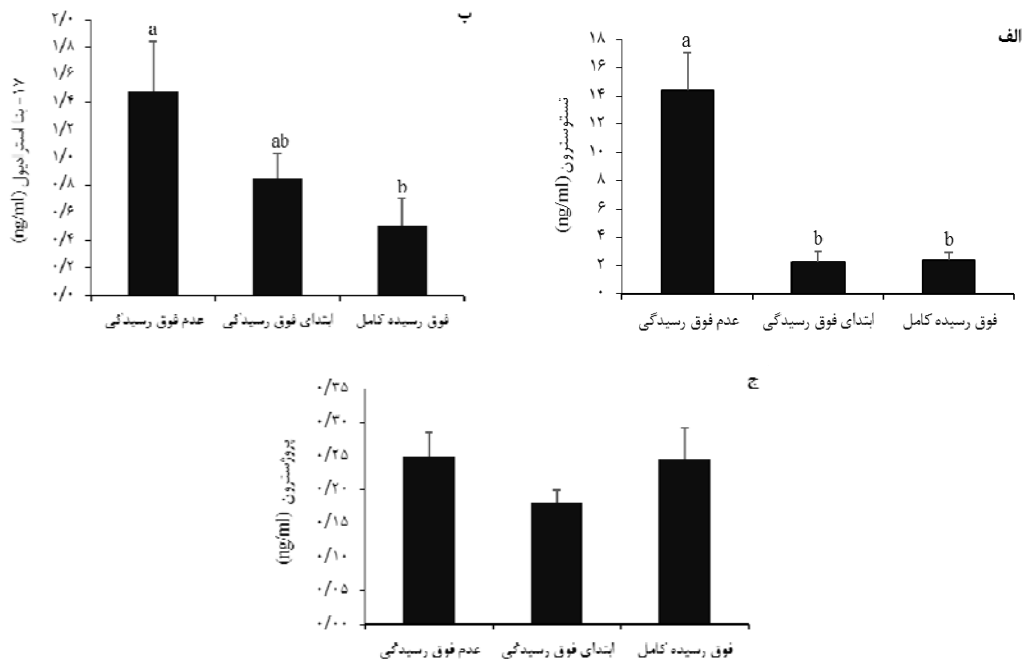 الف
تستوسترون (ng/ml)
۱۸
۱۶
۱۴
۱۲
۱۰
۸
۶
۴
۲
۰
a
b
b
عدم فوق رسیدگی
ابتدای فوق رسیدگی
فوق رسیده کامل
ب
۱۷- بتا استرادیول (ng/ml)
۲/۰
۱/۸
۱/۶
۱/۴
۱/۲
۱/۰
۰/۸
۰/۶
۰/۴
۰/۲
۰/۰
a
ab
b
عدم فوق رسیدگی
ابتدای فوق رسیدگی
فوق رسیده کامل
ج
پروژسترون (ng/ml)
۰/۳۵
۰/۳۰
۰/۲۵
۰/۲۰
۰/۱۵
۰/۱۰
۰/۰۵
۰/۰۰
عدم فوق رسیدگی
ابتدای فوق رسیدگی
فوق رسیده کامل